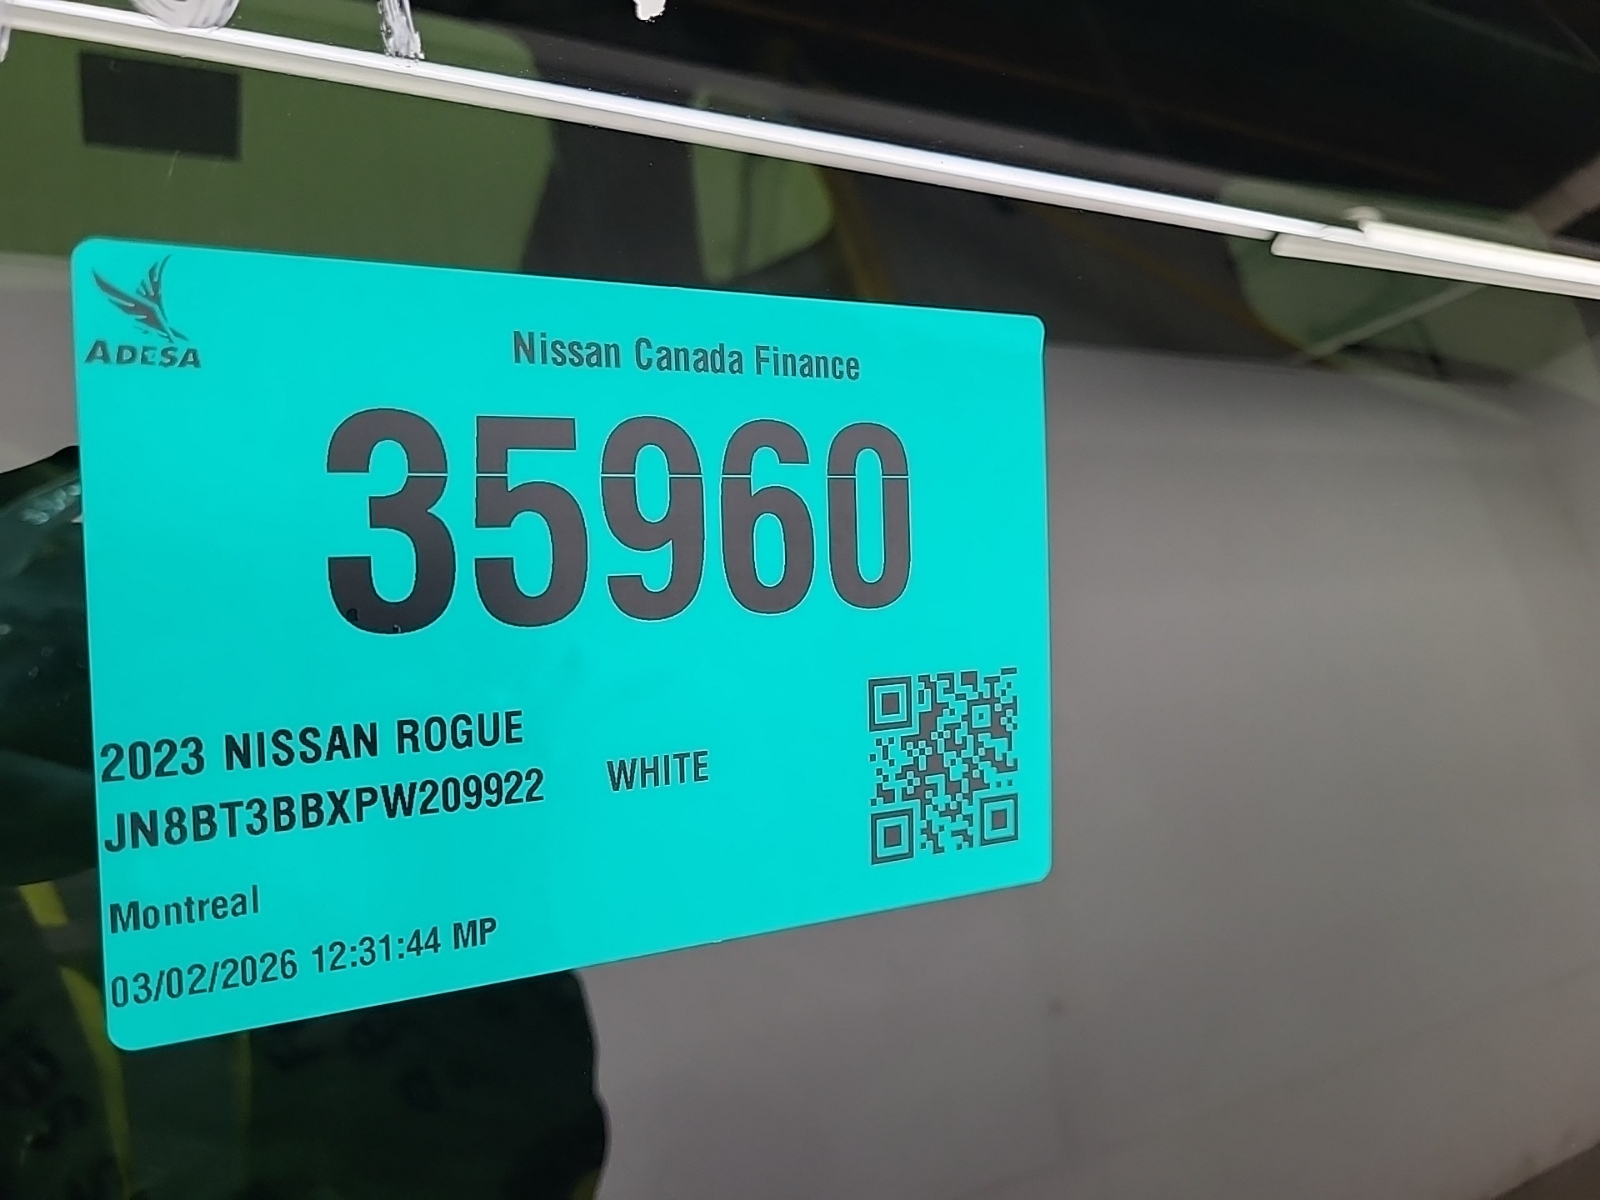 ADESA
Nissan Canada Finance
35960
2023 NISSAN ROGUE
JN8BT3BBXPW209922 WHITE
Montreal
03/02/2026 12:31:44 MP